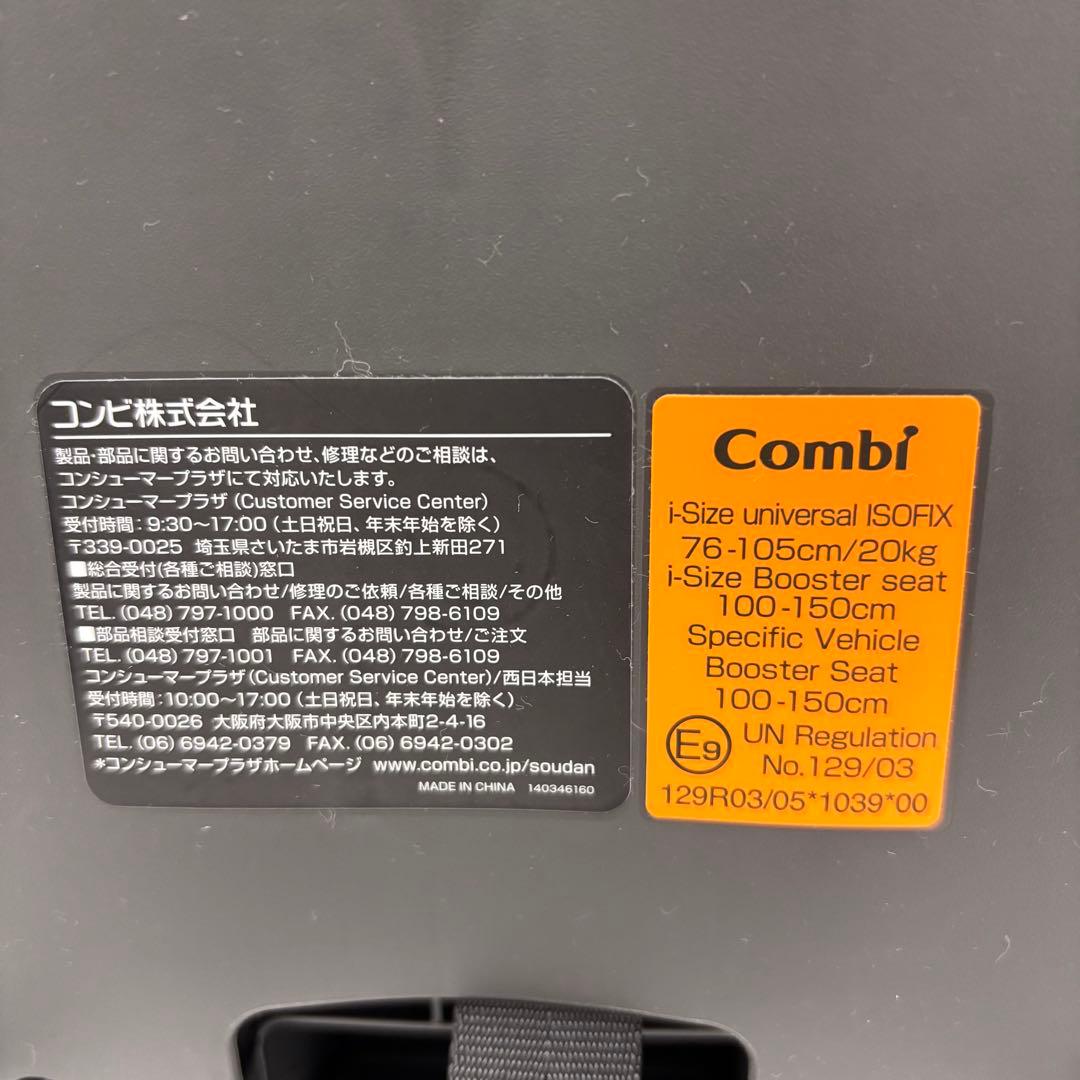 コンビ株式会社
製品・部品に関するお問い合わせ、修理などのご相談は、
コンシューマープラザにて対応いたします。
コンシューマープラザ (Customer Service Center)
受付時間：9:30～17:00 (土日祝日、年末年始を除く)
〒339-0025 埼玉県さいたま市岩槻区釣上新田271
■総合受付(各種ご相談)窓口
製品に関するお問い合わせ/修理のご依頼/各種ご相談/その他
TEL. (048) 797-1000 FAX. (048) 798-6109
■部品相談受付窓口 部品に関するお問い合わせ/ご注文
TEL. (048) 797-1001 FAX. (048) 798-6109
コンシューマープラザ (Customer Service Center)/西日本担当
受付時間：10:00～17:00 (土日祝日、年末年始を除く)
〒540-0026 大阪府大阪市中央区内本町2-4-16
TEL. (06) 6942-0379 FAX. (06) 6942-0302
*コンシューマープラザホームページ www.combi.co.jp/soudan
MADE IN CHINA 140346160
Combi
i-Size universal ISOFIX
76-105cm/20kg
i-Size Booster seat
100-150cm
Specific Vehicle
Booster Seat
100-150cm
E9 UN Regulation
No.129/03
129R03/05*1039*00